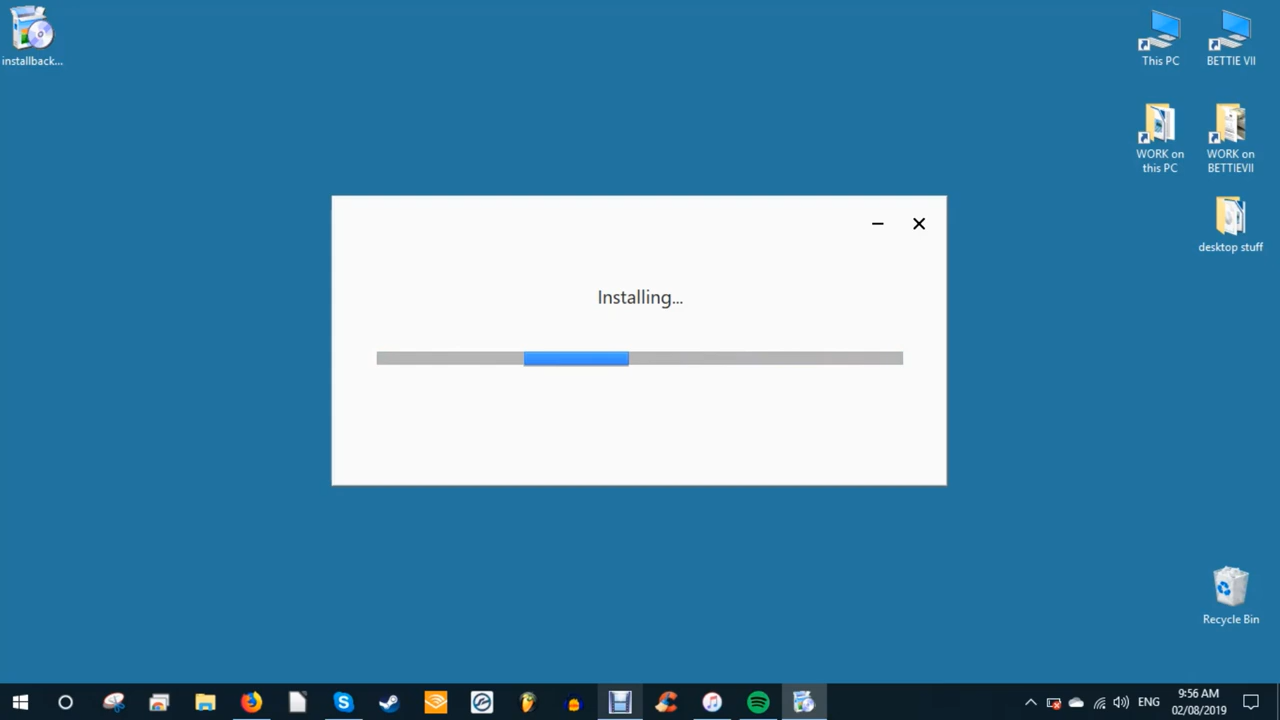 installback...
This PC
BETTIE VII
WORK on
this PC
WORK on
BETTIEVII
desktop stuff
Installing...
Recycle Bin
ENG
9:56 AM
02/08/2019